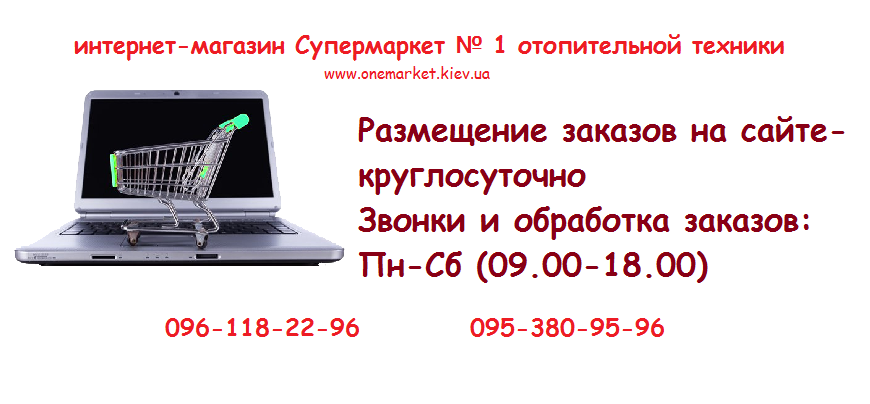 интернет-магазин Супермаркет № 1 отопительной техники
www.onemarket.kiev.ua
Размещение заказов на сайте-
круглосуточно
Звонки и обработка заказов:
Пн-Сб (09.00-18.00)
096-118-22-96 095-380-95-96